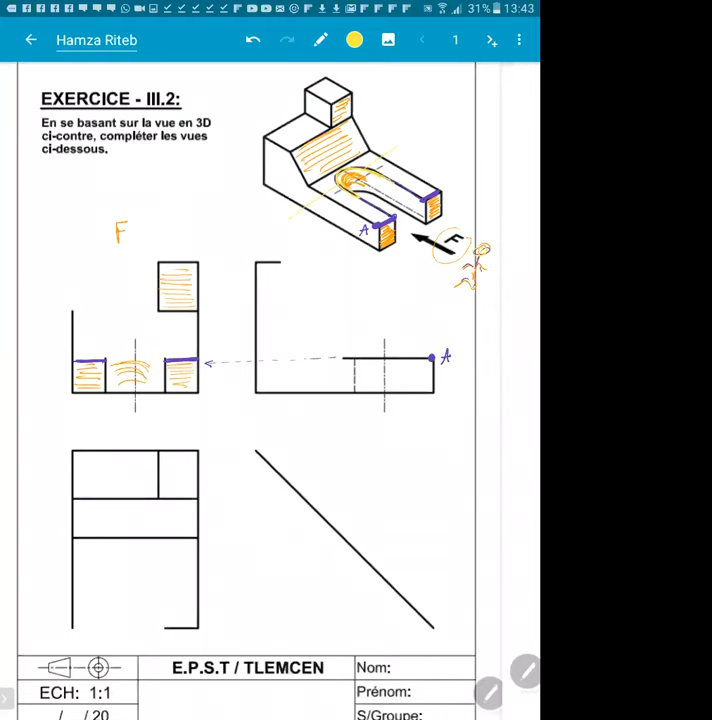 31% 13:43
Hamza Riteb
1
EXERCICE - III.2:
En se basant sur la vue en 3D
ci-contre, compléter les vues
ci-dessous.
A
F
F
A
E.P.S.T / TLEMCEN
Nom:
ECH: 1:1
Prénom:
/ / 20
S/Groupe: